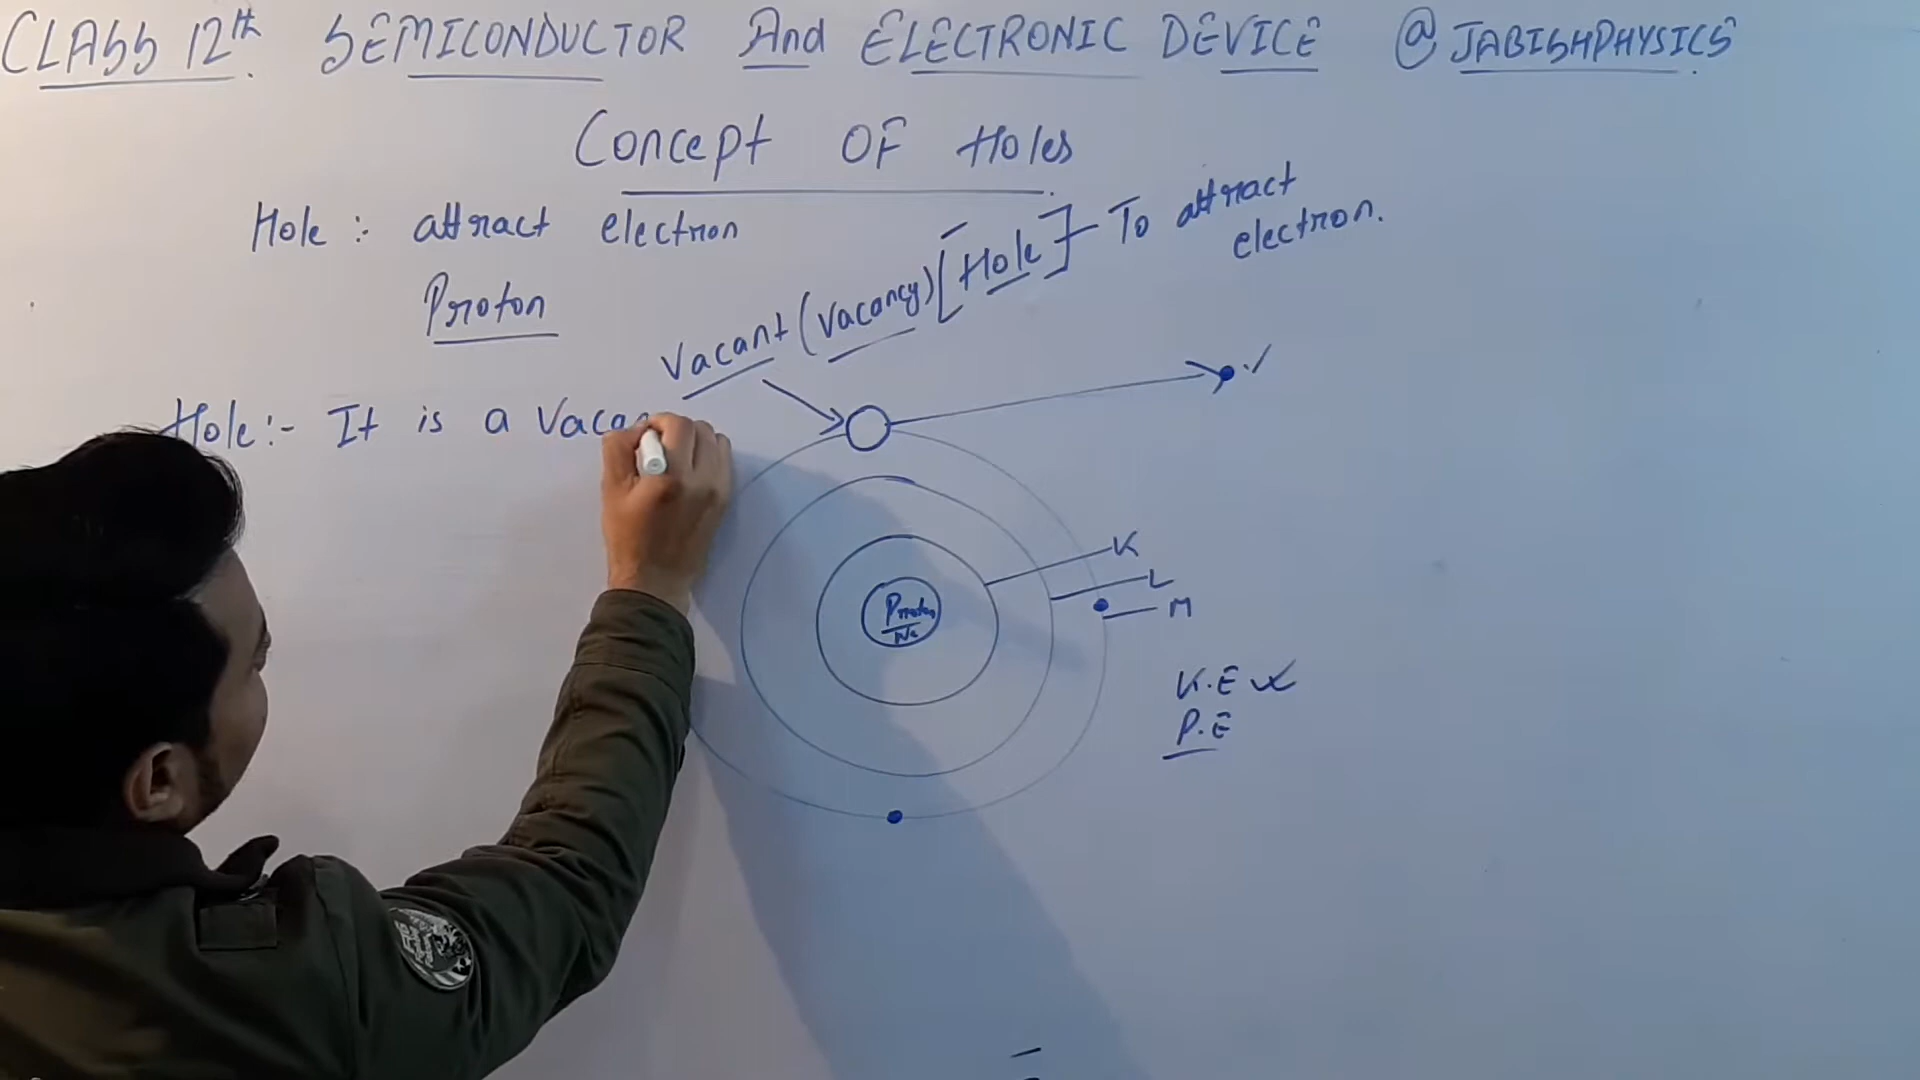 CLASS 12th SEMICONDUCTOR And ELECTRONIC DEVICE @JABISHPHYSICS
Concept OF Holes
Hole : attract electron
Proton
Vacant (Vacancy) [Hole] - To attract
electron.
Hole:- It is a Vaca
K
L
M
Proton
K.E
P.E